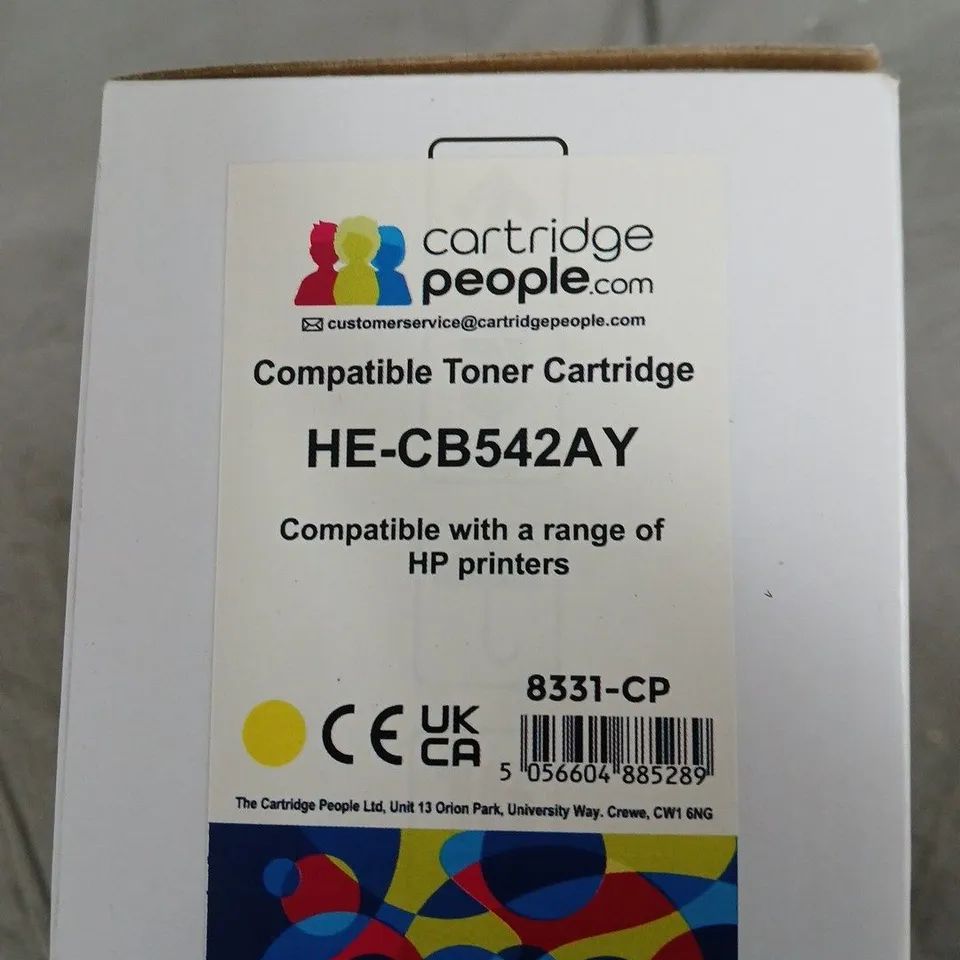 cartridge
people.com
customerservice@cartridgepeople.com
Compatible Toner Cartridge
HE-CB542AY
Compatible with a range of
HP printers
8331-CP
CE UK
CA
5 056604 885289
The Cartridge People Ltd, Unit 13 Orion Park, University Way. Crewe, CW1 6NG